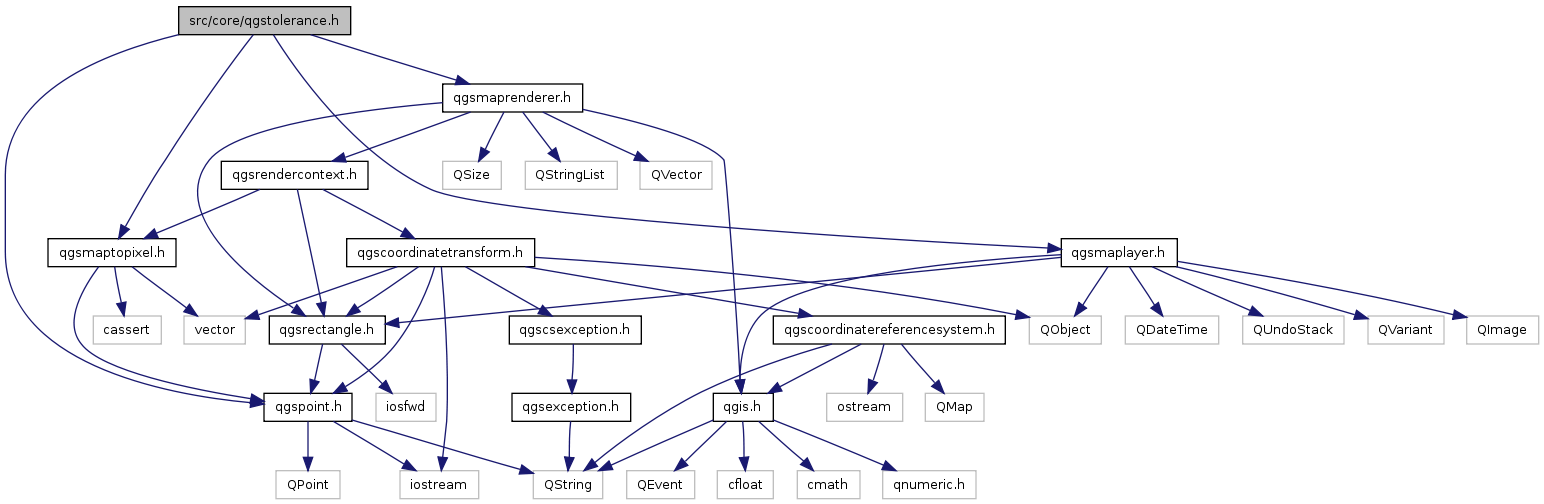 src/core/qgstolerance.h
qgsmaprenderer.h
qgsrendercontext.h
QSize
QStringList
QVector
qgsmaptopixel.h
qgscoordinatetransform.h
qgsmaplayer.h
cassert
vector
qgsrectangle.h
qgscsexception.h
qgscoordinatereferencesystem.h
QObject
QDateTime
QUndoStack
QVariant
QImage
qgspoint.h
iosfwd
qgsexception.h
qgis.h
ostream
QMap
QPoint
iostream
QString
QEvent
cfloat
cmath
qnumeric.h